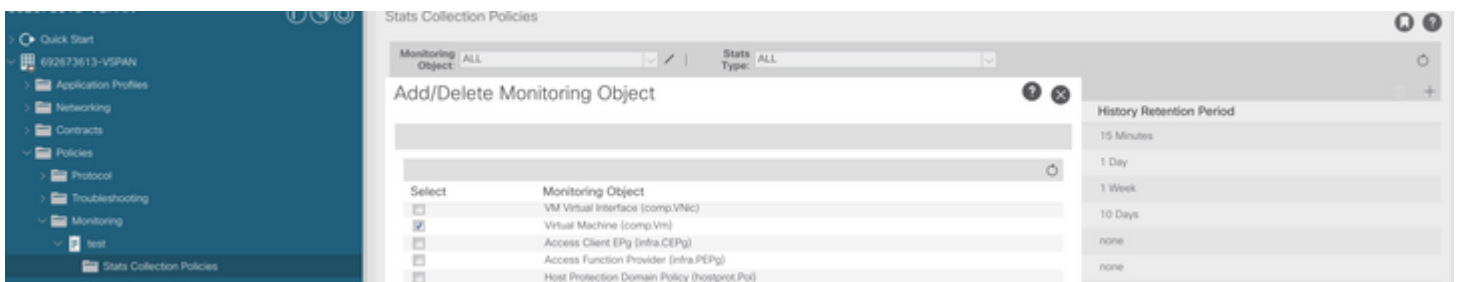 Stats Collection Policies
Quick Start
692673613-VSPAN
Application Profiles
Networking
Contracts
Policies
Protocol
Troubleshooting
Monitoring
test
Stats Collection Policies
Monitoring Object: ALL
Stats Type: ALL
Add/Delete Monitoring Object
Select Monitoring Object
VM Virtual Interface (comp.VNic)
Virtual Machine (comp.Vm)
Access Client EPg (infra.CEPg)
Access Function Provider (infra.PEPg)
Host Protection Domain Policy (hostprot.Pol)
History Retention Period
15 Minutes
1 Day
1 Week
10 Days
none
none